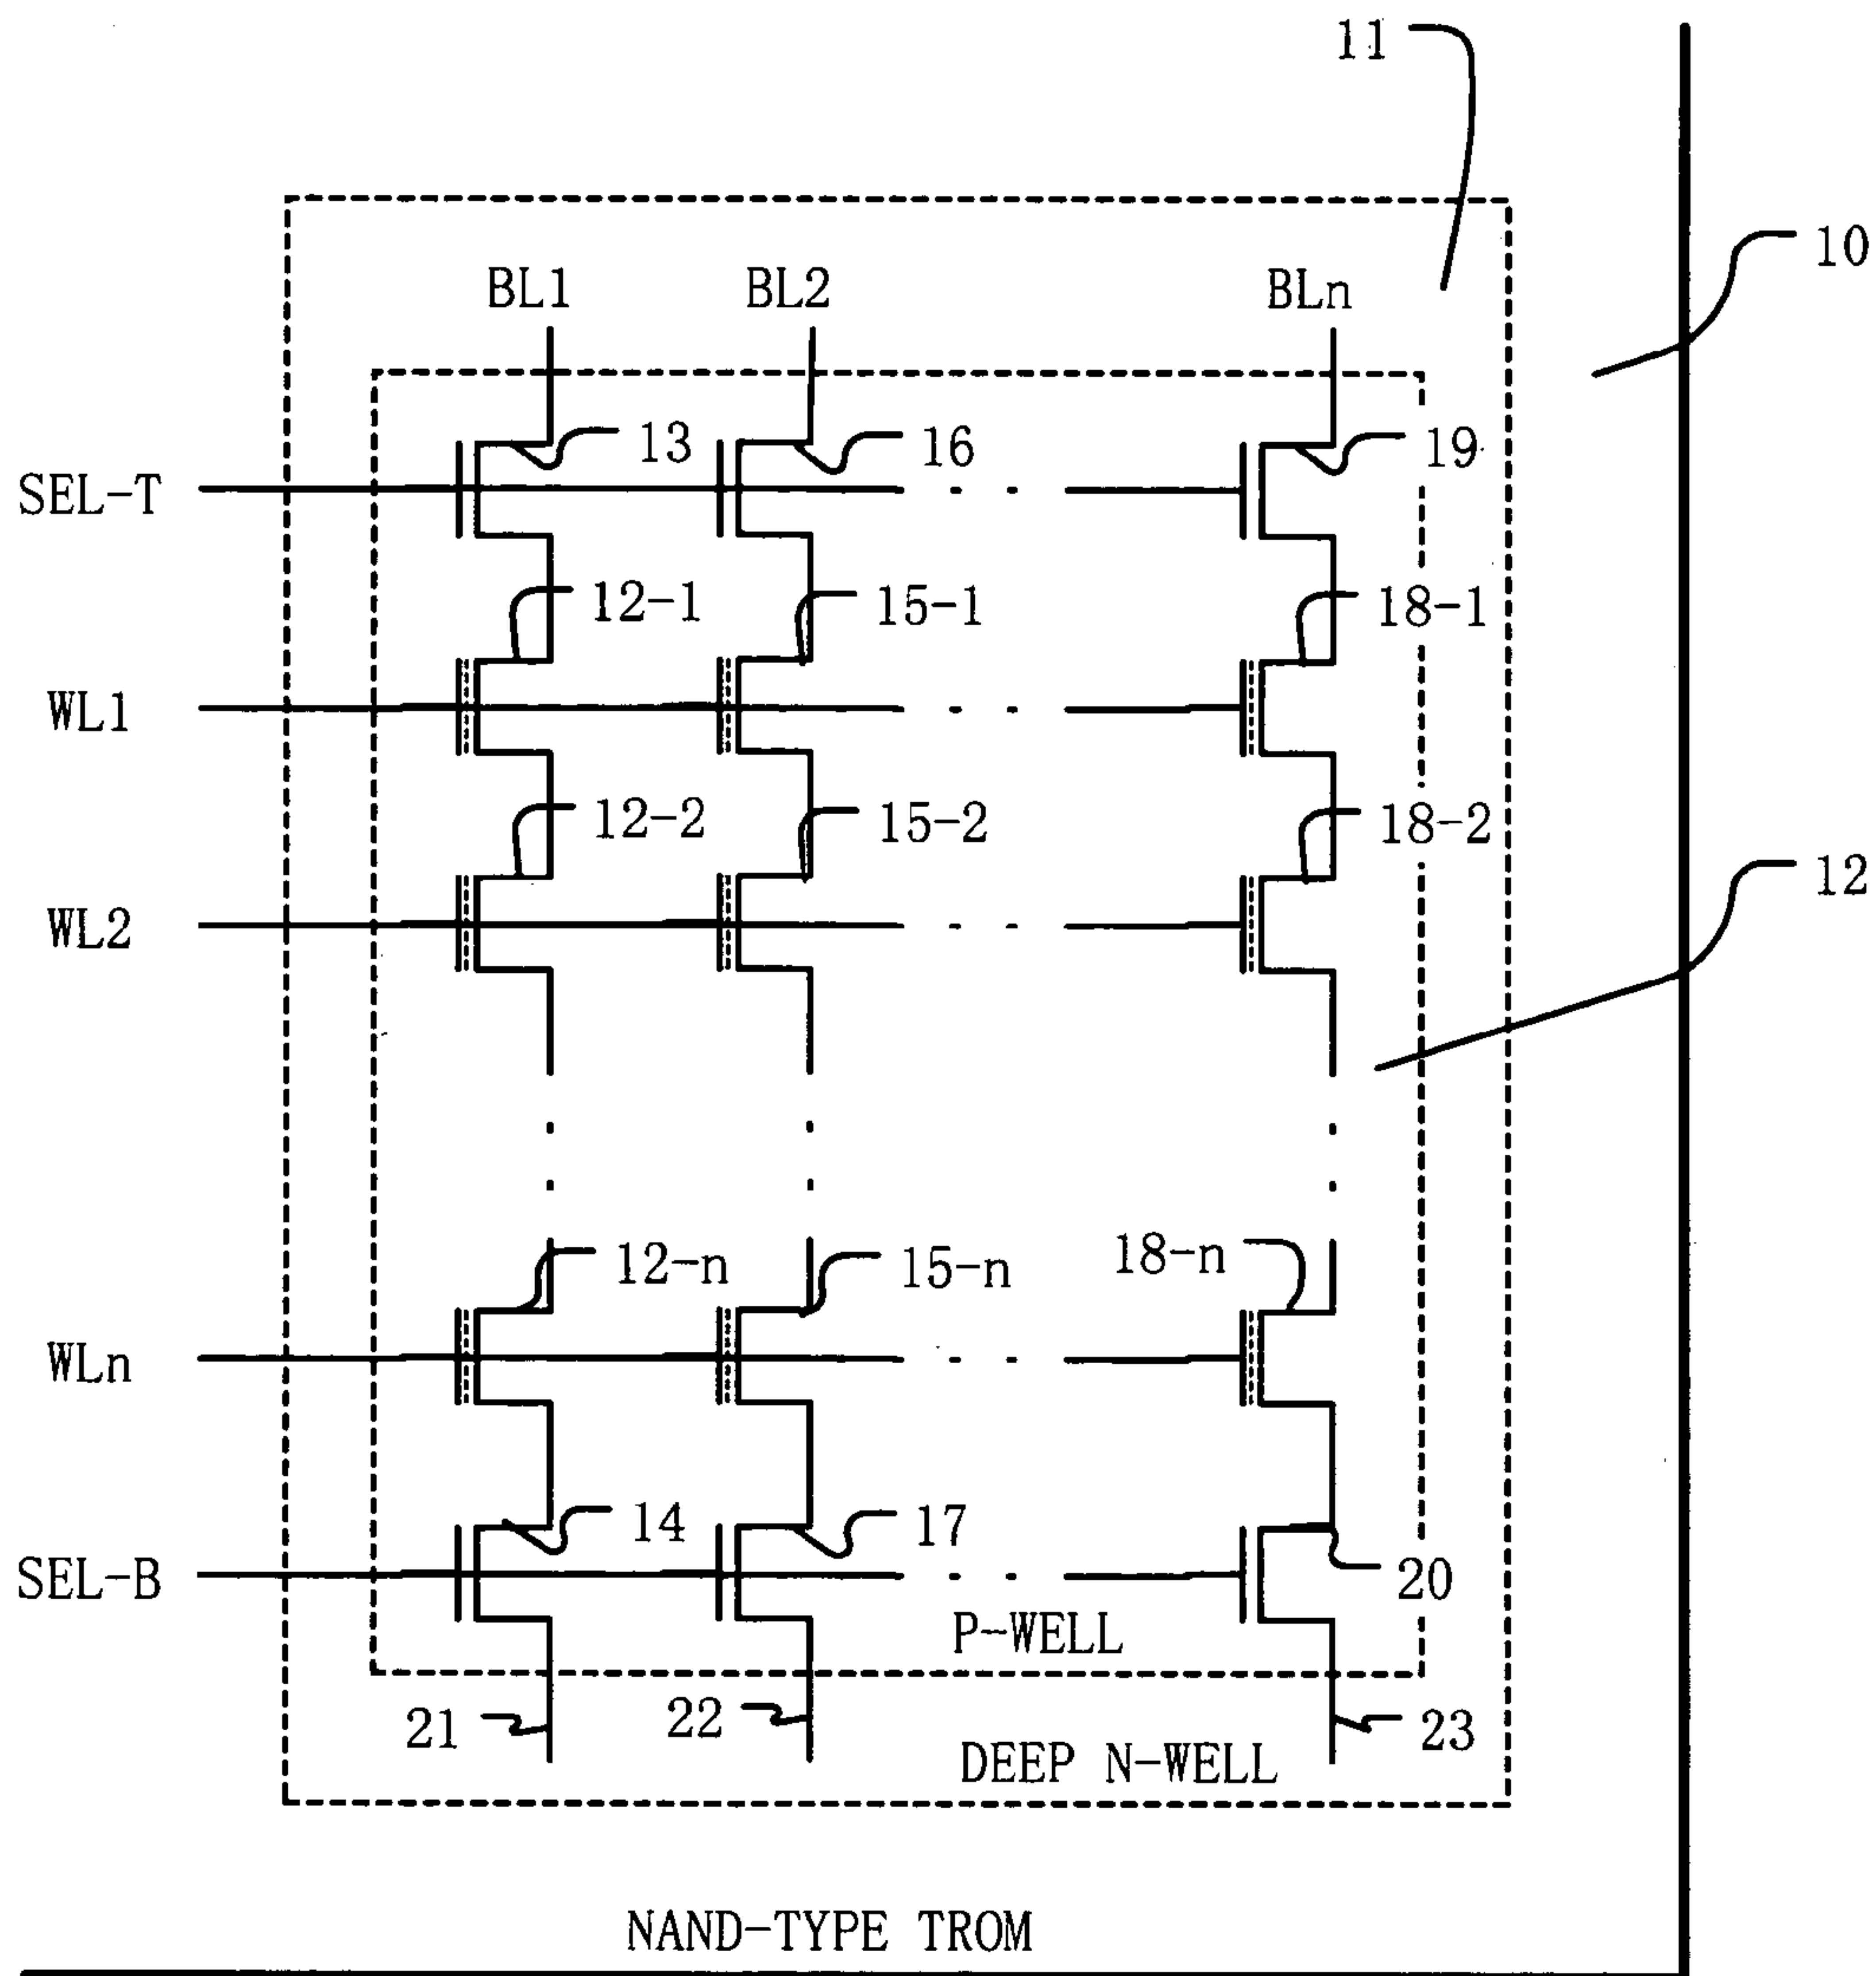 11
10
BL1 BL2 BLn
13 16 19
SEL-T
12-1 15-1 18-1
WL1
12-2 15-2 18-2
12
WL2
12-n 15-n 18-n
WLn
14 17 20
SEL-B
P-WELL
21 22 23
DEEP N-WELL
NAND-TYPE TROM